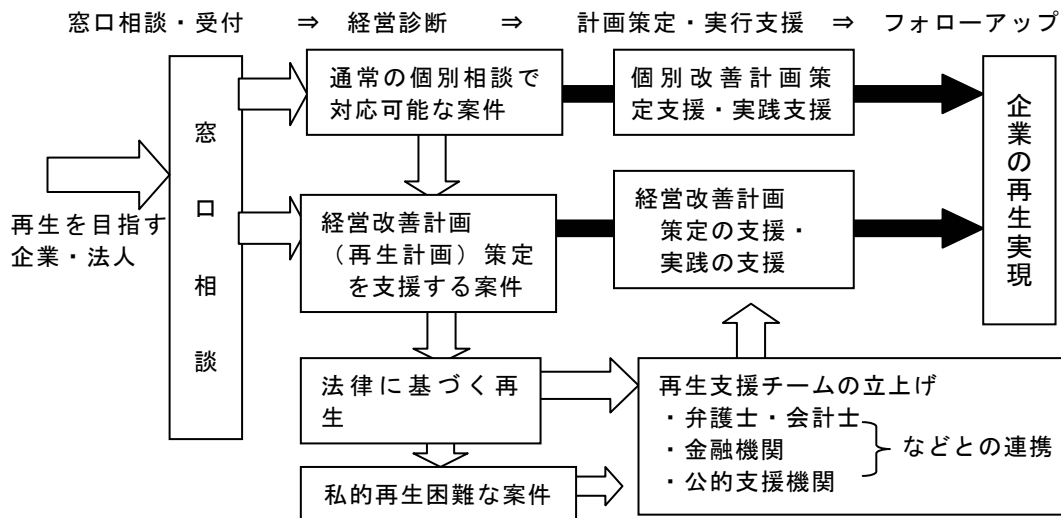 窓口相談・受付 ⇒ 経営診断 ⇒ 計画策定・実行支援 ⇒ フォローアップ
再生を目指す
企業・法人
窓口相談
通常の個別相談で
対応可能な案件
個別改善計画策
定支援・実践支援
経営改善計画
（再生計画）策定
を支援する案件
経営改善計画
策定の支援・
実践の支援
企業の再生実現
法律に基づく再
生
私的再生困難な案件
再生支援チームの立上げ
・弁護士・会計士
・金融機関
・公的支援機関
などとの連携